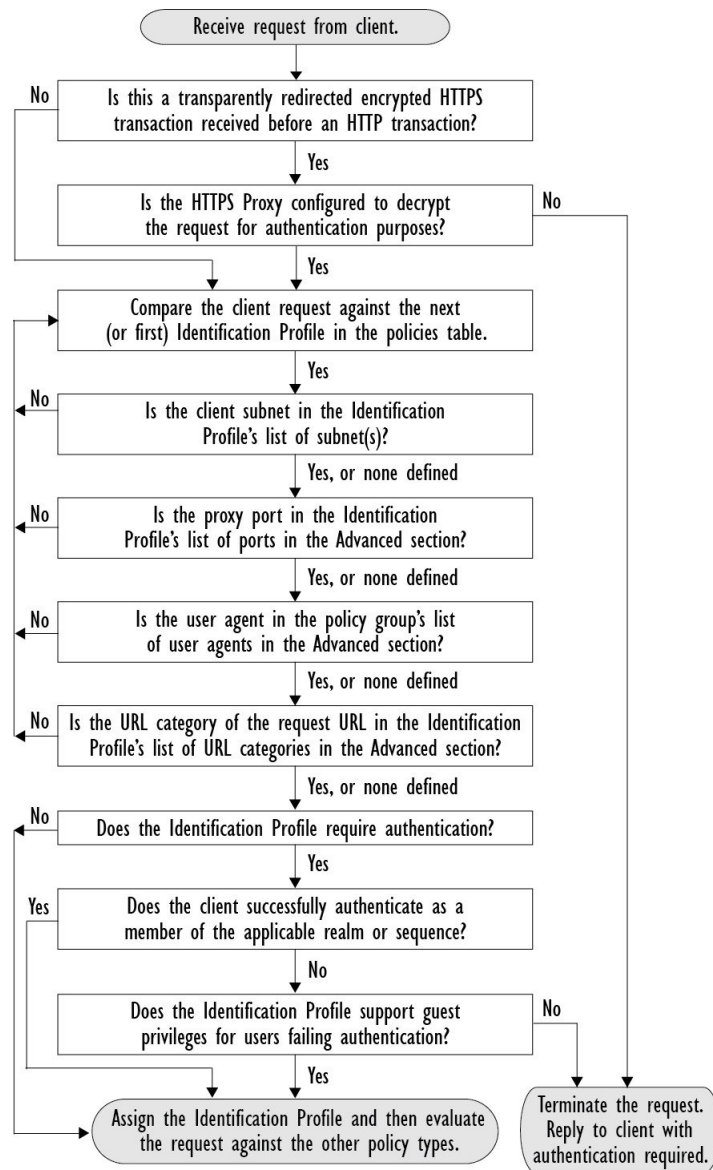 Receive request from client.
No
Is this a transparently redirected encrypted HTTPS
transaction received before an HTTP transaction?
Yes
Is the HTTPS Proxy configured to decrypt
the request for authentication purposes?
No
Yes
Compare the client request against the next
(or first) Identification Profile in the policies table.
Yes
No
Is the client subnet in the Identification
Profile's list of subnet(s)?
Yes, or none defined
No
Is the proxy port in the Identification
Profile's list of ports in the Advanced section?
Yes, or none defined
No
Is the user agent in the policy group's list
of user agents in the Advanced section?
Yes, or none defined
No
Is the URL category of the request URL in the Identification
Profile's list of URL categories in the Advanced section?
Yes, or none defined
No
Does the Identification Profile require authentication?
Yes
Yes
Does the client successfully authenticate as a
member of the applicable realm or sequence?
No
Does the Identification Profile support guest
privileges for users failing authentication?
No
Yes
Assign the Identification Profile and then evaluate
the request against the other policy types.
Terminate the request.
Reply to client with
authentication required.